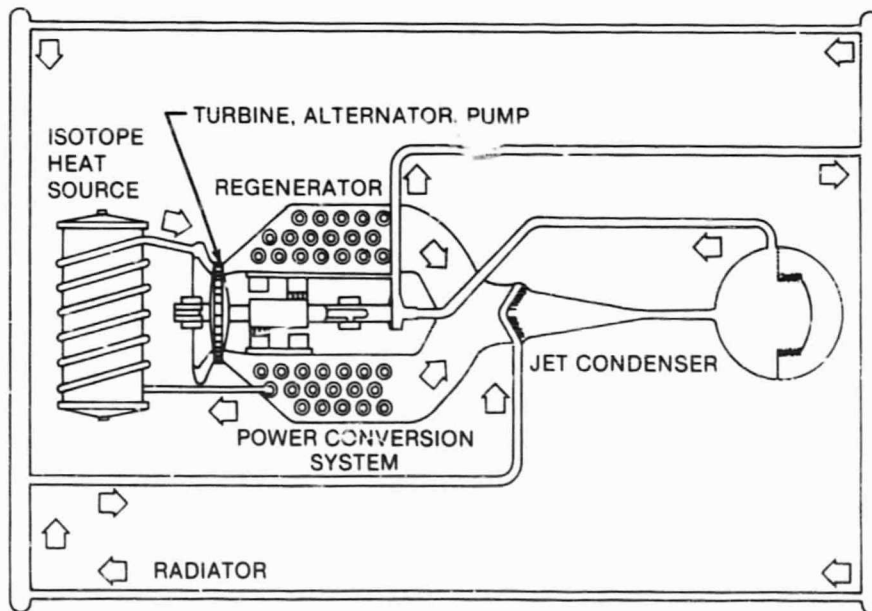 TURBINE, ALTERNATOR, PUMP
ISOTOPE
HEAT
SOURCE
REGENERATOR
JET CONDENSER
POWER CONVERSION
SYSTEM
RADIATOR